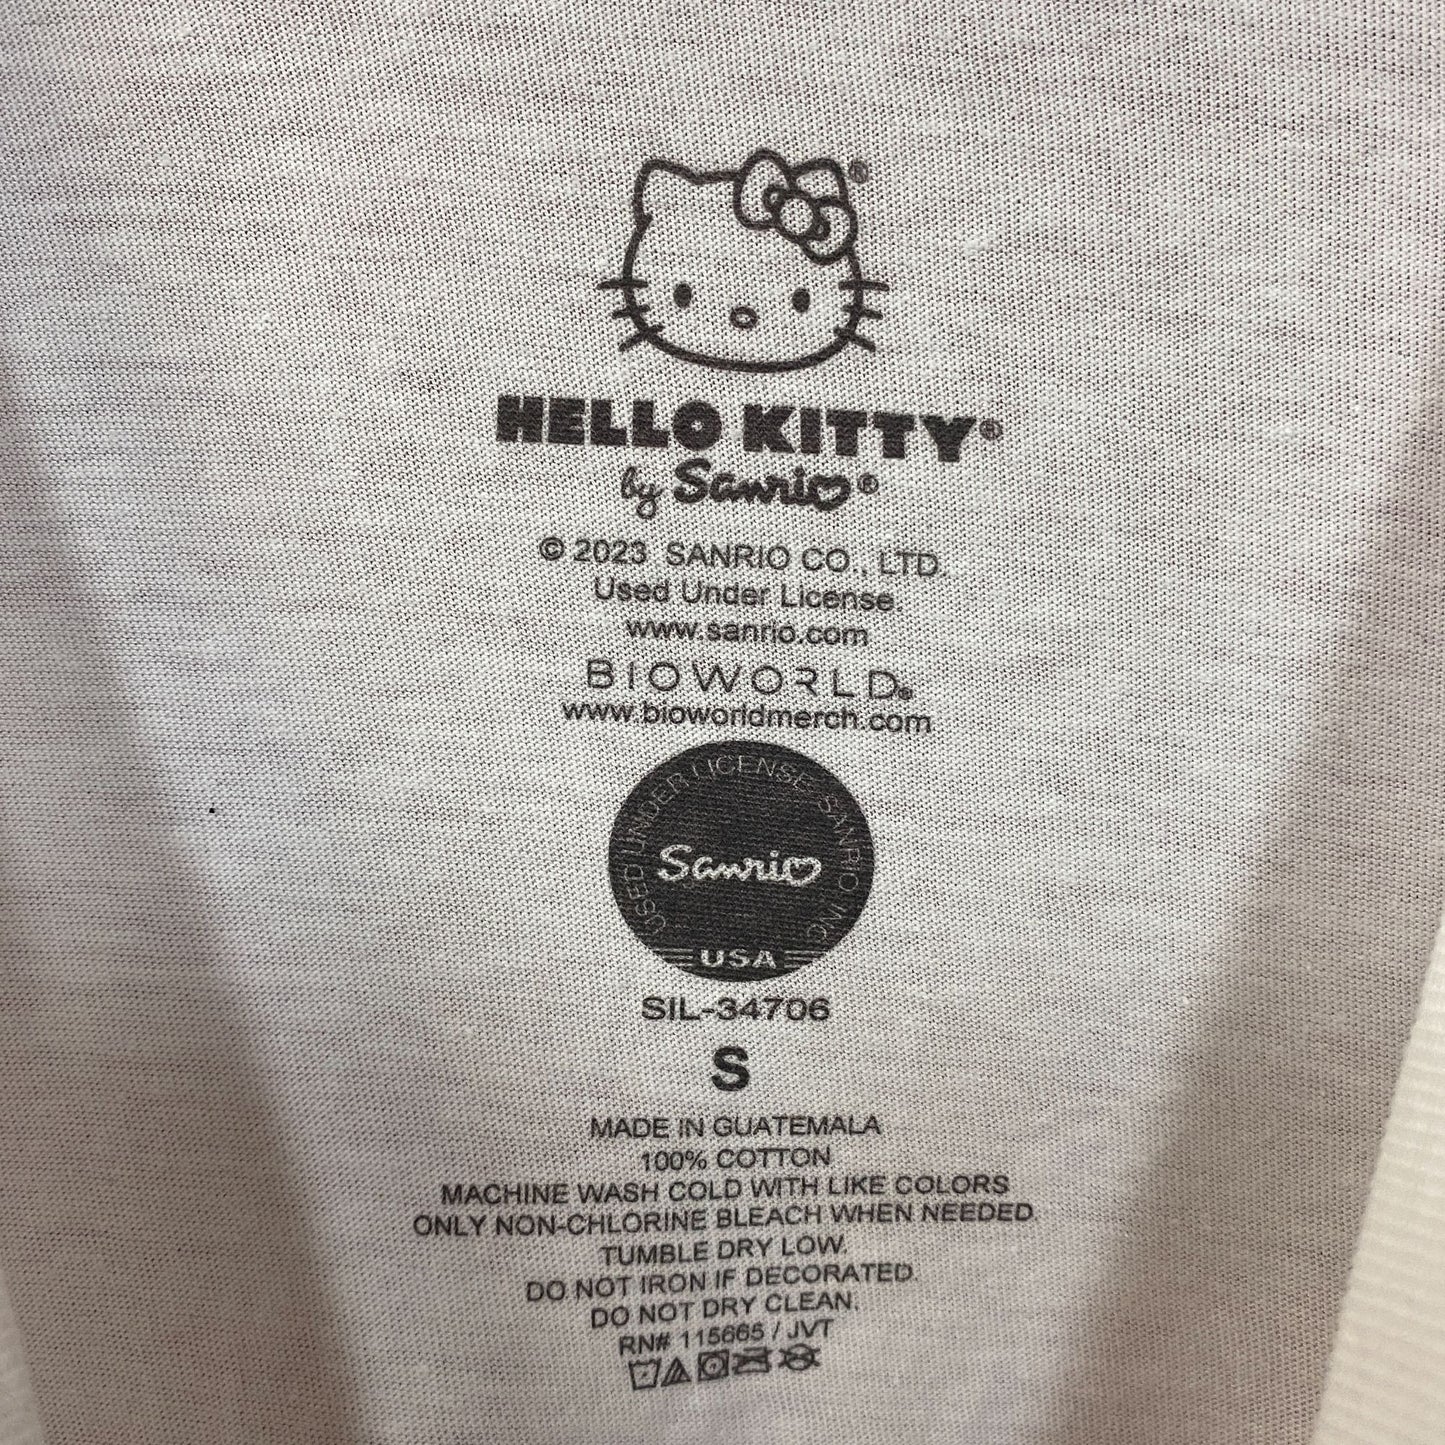 ®
HELLO KITTY®
by Sanrio®
© 2023 SANRIO CO., LTD.
Used Under License.
www.sanrio.com
BIOWORLD®
www.bioworldmerch.com
USED UNDER LICENSE SANRIO, INC.
Sanrio
USA
SIL-34706
S
MADE IN GUATEMALA
100% COTTON
MACHINE WASH COLD WITH LIKE COLORS
ONLY NON-CHLORINE BLEACH WHEN NEEDED.
TUMBLE DRY LOW.
DO NOT IRON IF DECORATED.
DO NOT DRY CLEAN.
RN# 115665 / JVT